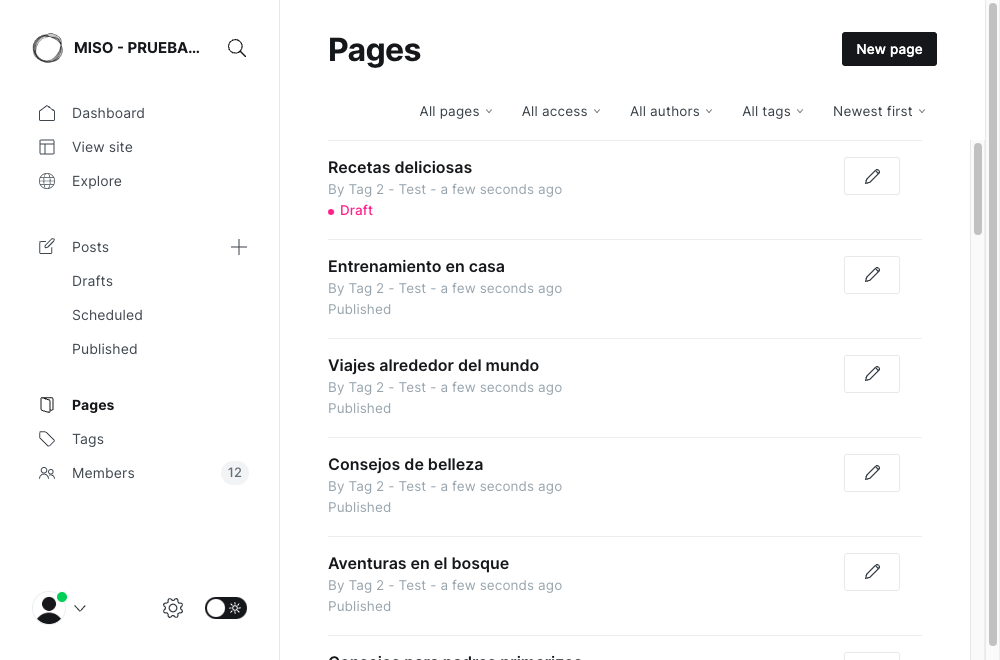 MISO - PRUEBA...
Dashboard
View site
Explore
Posts
Drafts
Scheduled
Published
Pages
Tags
Members
12
Pages
New page
All pages
All access
All authors
All tags
Newest first
Recetas deliciosas
By Tag 2 - Test - a few seconds ago
Draft
Entrenamiento en casa
By Tag 2 - Test - a few seconds ago
Published
Viajes alrededor del mundo
By Tag 2 - Test - a few seconds ago
Published
Consejos de belleza
By Tag 2 - Test - a few seconds ago
Published
Aventuras en el bosque
By Tag 2 - Test - a few seconds ago
Published
Consejos para padres primerizos